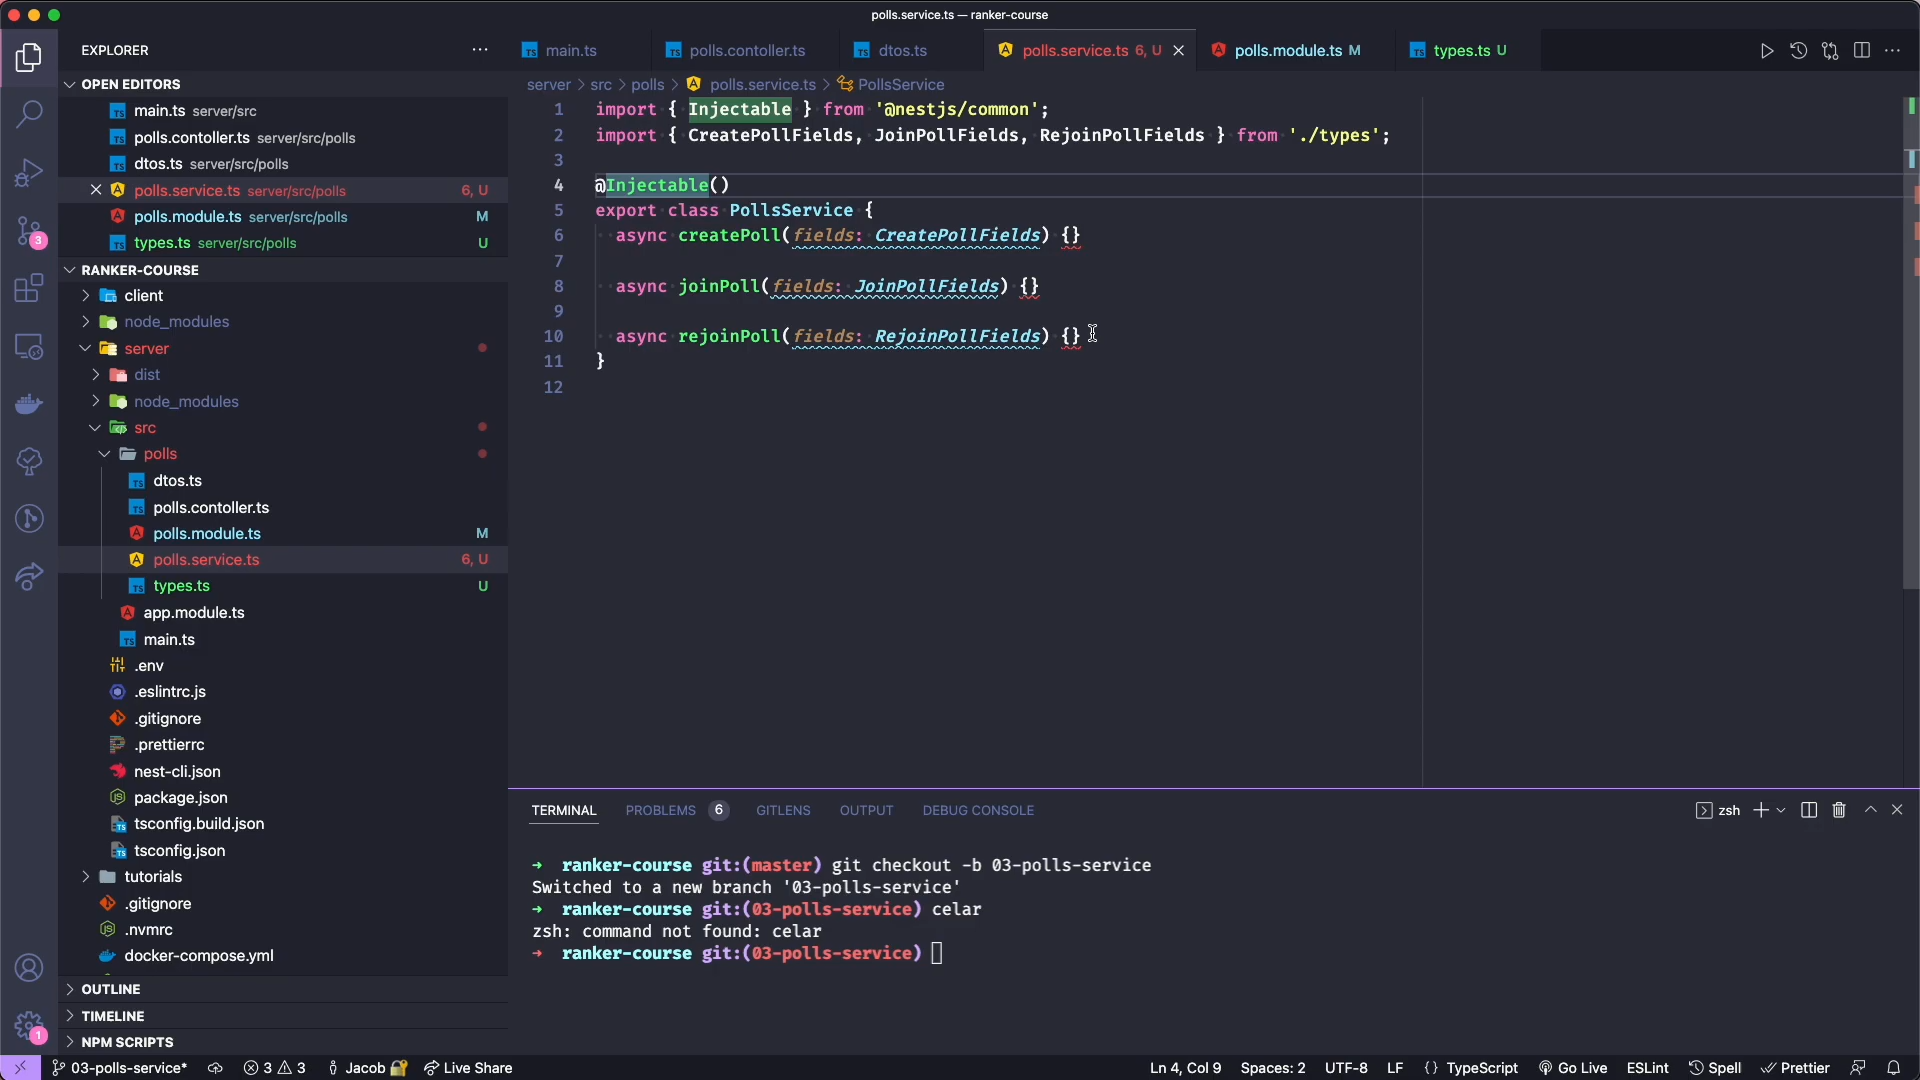 polls.service.ts — ranker-course
EXPLORER
main.ts
polls.contoller.ts
dtos.ts
polls.service.ts 6, U
polls.module.ts M
types.ts U
OPEN EDITORS
main.ts server/src
polls.contoller.ts server/src/polls
dtos.ts server/src/polls
polls.service.ts server/src/polls 6, U
polls.module.ts server/src/polls M
types.ts server/src/polls U
RANKER-COURSE
client
node_modules
server
dist
node_modules
src
polls
dtos.ts
polls.contoller.ts
polls.module.ts M
polls.service.ts 6, U
types.ts U
app.module.ts
main.ts
.env
.eslintrc.js
.gitignore
.prettierrc
nest-cli.json
package.json
tsconfig.build.json
tsconfig.json
tutorials
.gitignore
.nvmrc
docker-compose.yml
OUTLINE
TIMELINE
NPM SCRIPTS
3
1
server > src > polls > polls.service.ts > PollsService
1 import { Injectable } from '@nestjs/common';
2 import { CreatePollFields, JoinPollFields, RejoinPollFields } from './types';
3
4 @Injectable()
5 export class PollsService {
6 async createPoll(fields: CreatePollFields) {}
7
8 async joinPoll(fields: JoinPollFields) {}
9
10 async rejoinPoll(fields: RejoinPollFields) {}
11 }
12
TERMINAL PROBLEMS 6 GITLENS OUTPUT DEBUG CONSOLE
zsh
→ ranker-course git:(master) git checkout -b 03-polls-service
Switched to a new branch '03-polls-service'
→ ranker-course git:(03-polls-service) celar
zsh: command not found: celar
→ ranker-course git:(03-polls-service)
03-polls-service* 3 3 Jacob Live Share
Ln 4, Col 9 Spaces: 2 UTF-8 LF {} TypeScript Go Live ESLint Spell Prettier